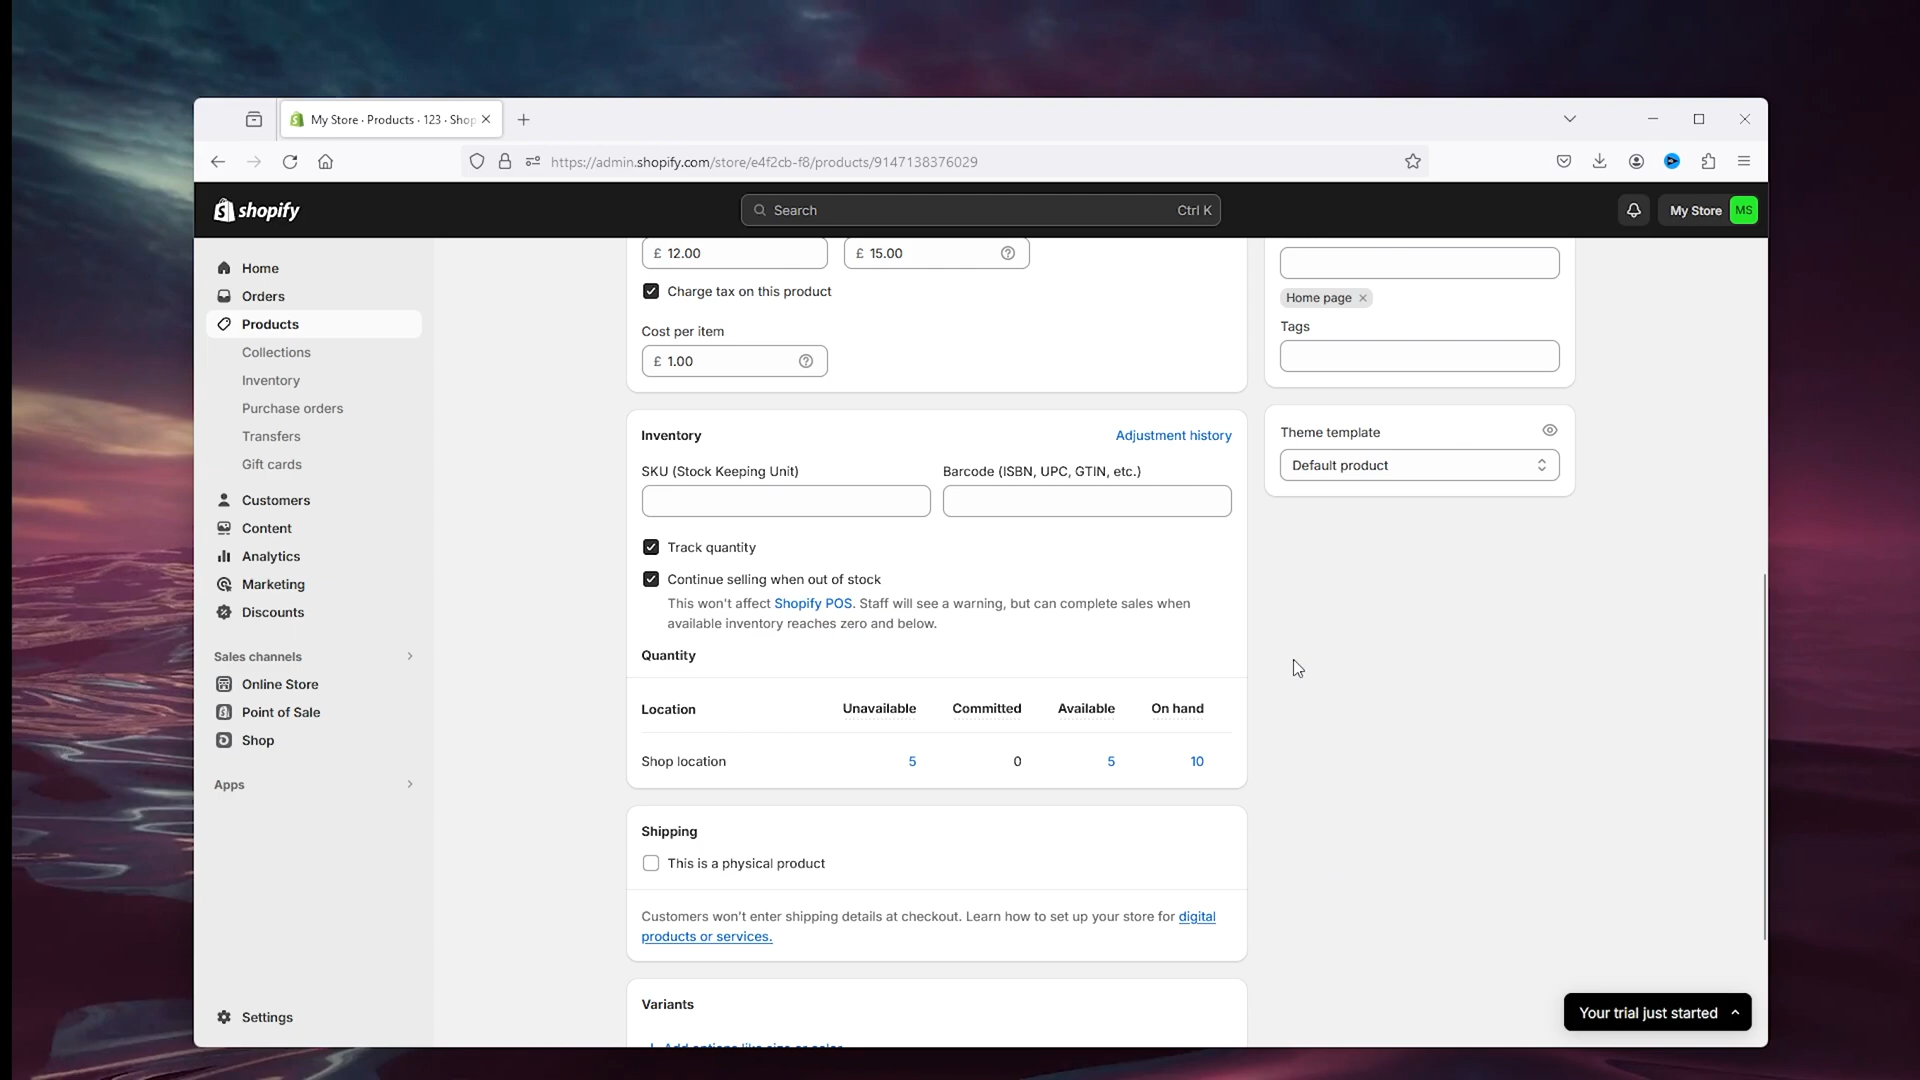 My Store · Products · 123 · Shop
https://admin.shopify.com/store/e4f2cb-f8/products/9147138376029
shopify
Search
Ctrl K
My Store
MS
Home
Orders
Products
Collections
Inventory
Purchase orders
Transfers
Gift cards
Customers
Content
Analytics
Marketing
Discounts
Sales channels
Online Store
Point of Sale
Shop
Apps
Settings
£ 12.00
£ 15.00
Charge tax on this product
Cost per item
£ 1.00
Inventory
Adjustment history
SKU (Stock Keeping Unit)
Barcode (ISBN, UPC, GTIN, etc.)
Track quantity
Continue selling when out of stock
This won't affect Shopify POS. Staff will see a warning, but can complete sales when
available inventory reaches zero and below.
Quantity
Location Unavailable Committed Available On hand
Shop location 5 0 5 10
Shipping
This is a physical product
Customers won't enter shipping details at checkout. Learn how to set up your store for digital
products or services.
Variants
+ Add options like size or color
Home page
Tags
Theme template
Default product
Your trial just started